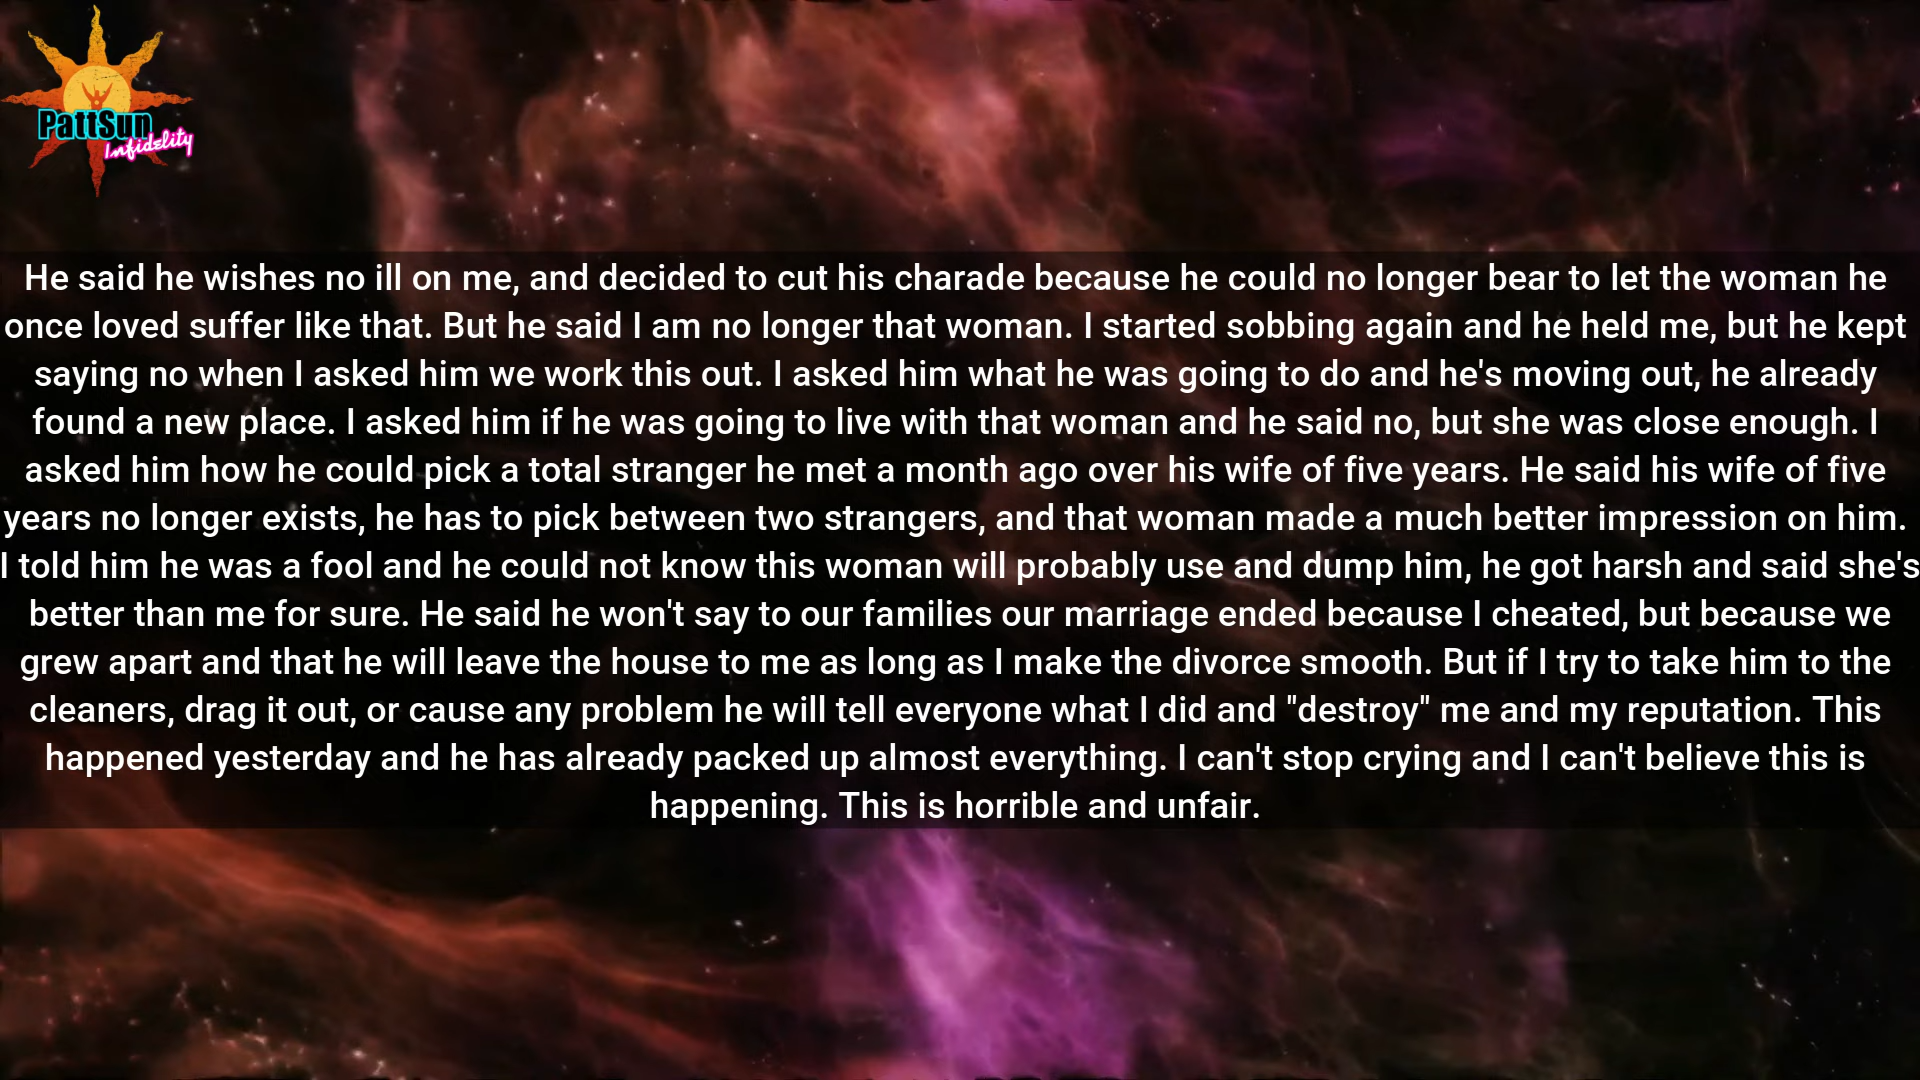 PattSun
Infidelity
He said he wishes no ill on me, and decided to cut his charade because he could no longer bear to let the woman he
once loved suffer like that. But he said I am no longer that woman. I started sobbing again and he held me, but he kept
saying no when I asked him we work this out. I asked him what he was going to do and he's moving out, he already
found a new place. I asked him if he was going to live with that woman and he said no, but she was close enough. I
asked him how he could pick a total stranger he met a month ago over his wife of five years. He said his wife of five
years no longer exists, he has to pick between two strangers, and that woman made a much better impression on him.
I told him he was a fool and he could not know this woman will probably use and dump him, he got harsh and said she's
better than me for sure. He said he won't say to our families our marriage ended because I cheated, but because we
grew apart and that he will leave the house to me as long as I make the divorce smooth. But if I try to take him to the
cleaners, drag it out, or cause any problem he will tell everyone what I did and "destroy" me and my reputation. This
happened yesterday and he has already packed up almost everything. I can't stop crying and I can't believe this is
happening. This is horrible and unfair.